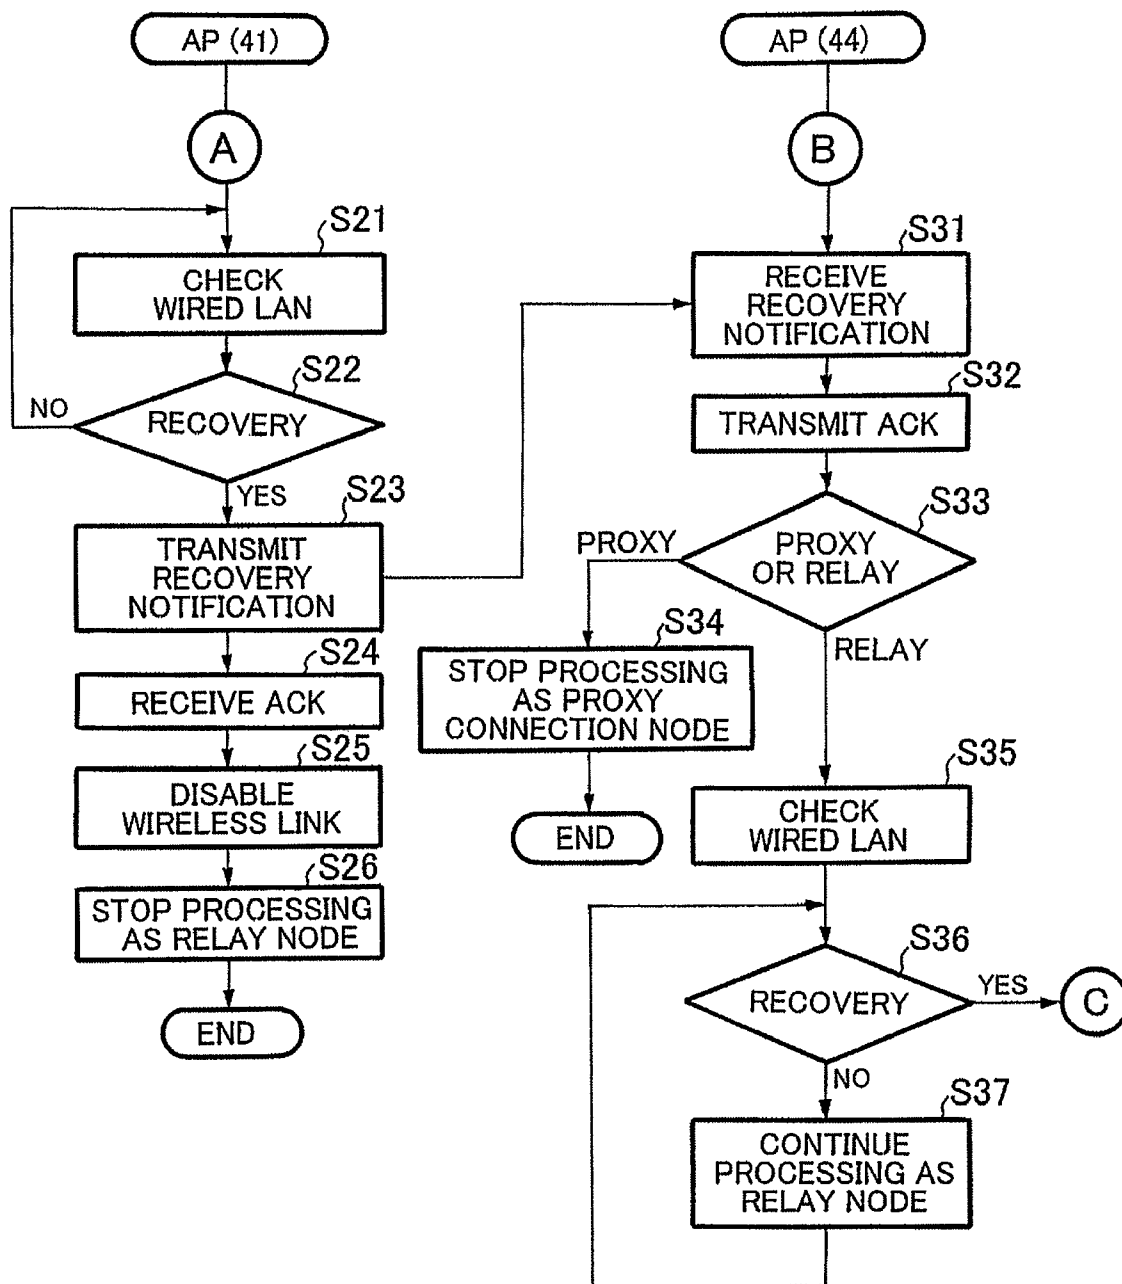 AP (41)
A
S21
CHECK
WIRED LAN
S22
RECOVERY
NO
YES
S23
TRANSMIT
RECOVERY
NOTIFICATION
S24
RECEIVE ACK
S25
DISABLE
WIRELESS LINK
S26
STOP PROCESSING
AS RELAY NODE
END
AP (44)
B
S31
RECEIVE
RECOVERY
NOTIFICATION
S32
TRANSMIT ACK
S33
PROXY
OR RELAY
PROXY
RELAY
S34
STOP PROCESSING
AS PROXY
CONNECTION NODE
END
S35
CHECK
WIRED LAN
S36
RECOVERY
YES
C
NO
S37
CONTINUE
PROCESSING AS
RELAY NODE